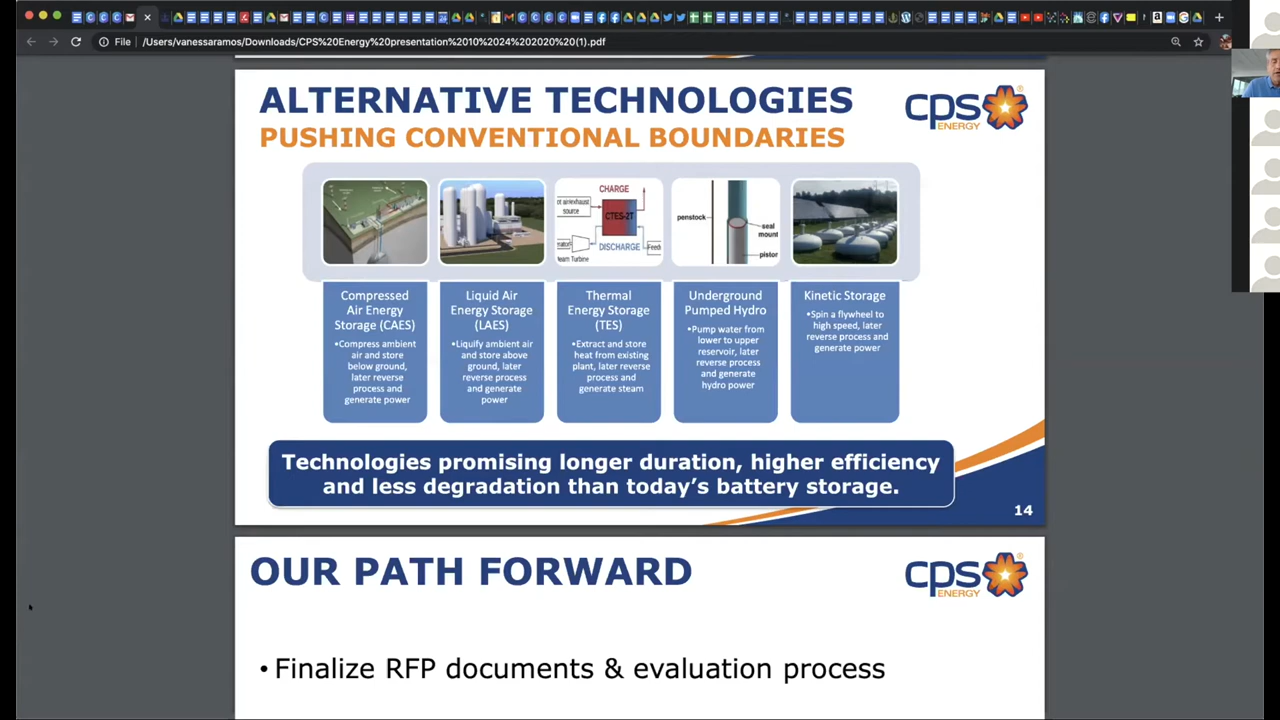 File | /Users/vanessaramos/Downloads/CPS%20Energy%20presentation%2010%2024%202020%20(1).pdf
ALTERNATIVE TECHNOLOGIES
PUSHING CONVENTIONAL BOUNDARIES
cps
ENERGY
CHARGE
source
CTES-2T
DISCHARGE
penstock
seal
mount
Compressed
Air Energy
Storage (CAES)
•Compress ambient
air and store
below ground,
later reverse
process and
generate power
Liquid Air
Energy Storage
(LAES)
•Liquify ambient air
and store above
ground, later
reverse process
and generate
power
Thermal
Energy Storage
(TES)
•Extract and store
heat from existing
plant, later reverse
process and
generate steam
Underground
Pumped Hydro
•Pump water from
lower to upper
reservoir, later
reverse process
and generate
hydro power
Kinetic Storage
•Spin a flywheel to
high speed, later
reverse process and
generate power
Technologies promising longer duration, higher efficiency
and less degradation than today's battery storage.
14
OUR PATH FORWARD
cps
ENERGY
• Finalize RFP documents & evaluation process